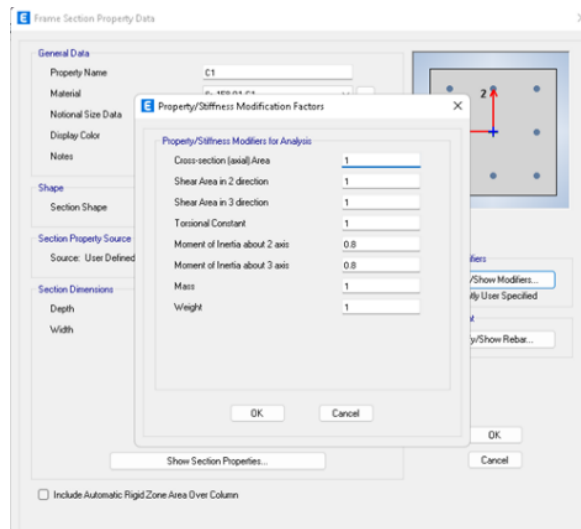 Frame Section Property Data
General Data
Property Name C1
Material
Notional Size Data
Display Color
Notes
Shape
Section Shape
Section Property Source
Source: User Defined
Section Dimensions
Depth
Width
Show Section Properties...
Include Automatic Rigid Zone Area Over Column
Property/Stiffness Modification Factors
Property/Stiffness Modifiers for Analysis
Cross-section (axial) Area 1
Shear Area in 2 direction 1
Shear Area in 3 direction 1
Torsional Constant 1
Moment of Inertia about 2 axis 0.8
Moment of Inertia about 3 axis 0.8
Mass 1
Weight 1
OK Cancel
2
/Show Modifiers...
User Specified
y/Show Rebar...
OK
Cancel